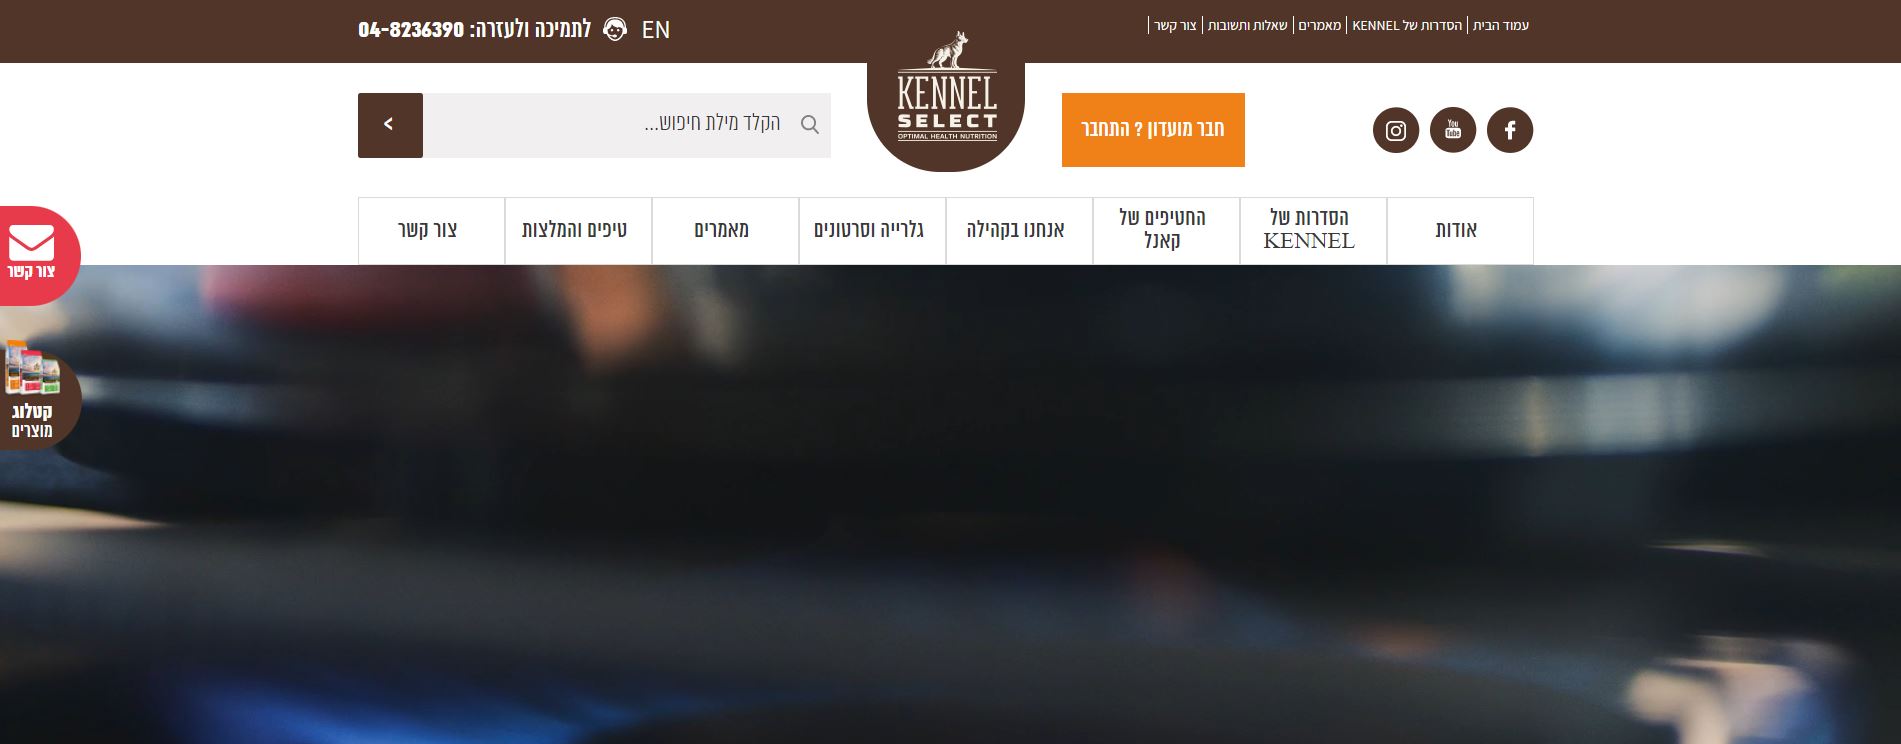 עמוד הבית | הסדרות של KENNEL | מאמרים | שאלות ותשובות | צור קשר |
EN
לתמיכה ולעזרה: 04-8236390
KENNEL
SELECT
OPTIMAL HEALTH NUTRITION
You
Tube
חבר מועדון ? התחבר
הקלד מילת חיפוש...
<
אודות
הסדרות של
KENNEL
החטיפים של
קאנל
אנחנו בקהילה
גלרייה וסרטונים
מאמרים
טיפים והמלצות
צור קשר
צור קשר
קטלוג
מוצרים